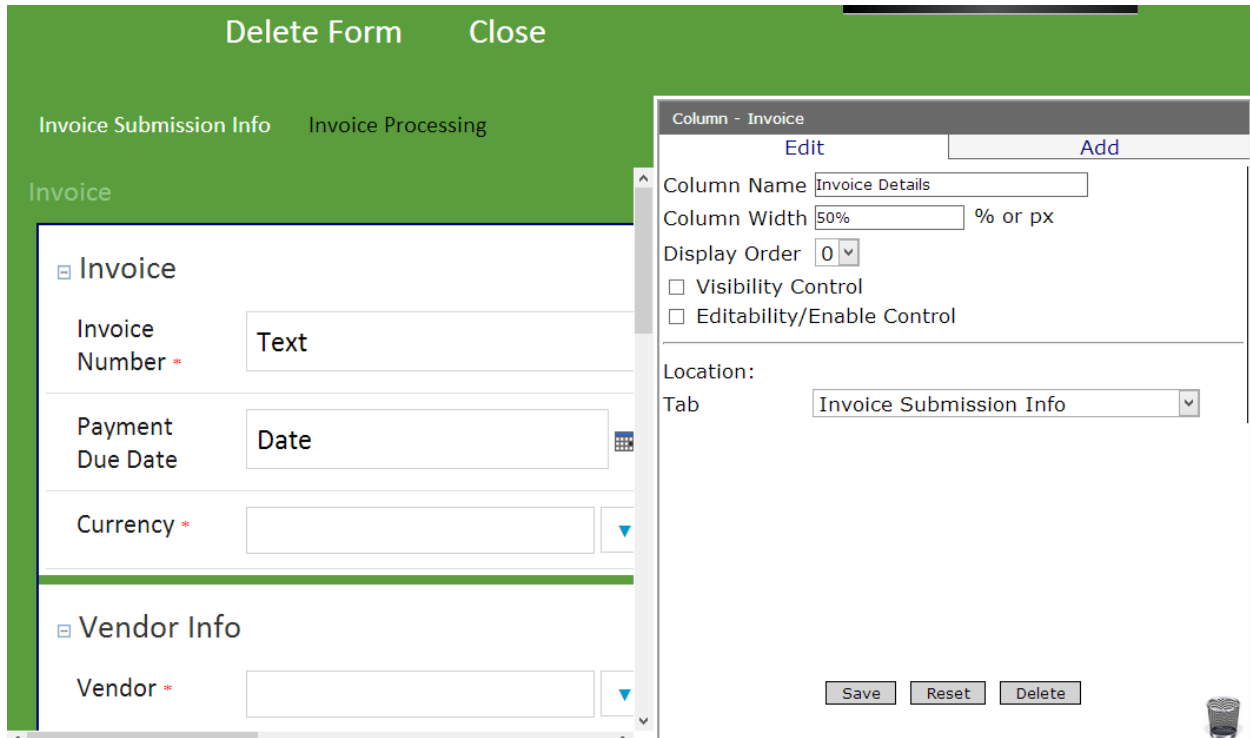 Delete Form Close
Invoice Submission Info Invoice Processing
Invoice
Invoice
Invoice
Number *
Text
Payment
Due Date
Date
Currency *
Vendor Info
Vendor *
Column - Invoice
Edit Add
Column Name Invoice Details
Column Width 50% % or px
Display Order 0
Visibility Control
Editability/Enable Control
Location:
Tab Invoice Submission Info
Save Reset Delete